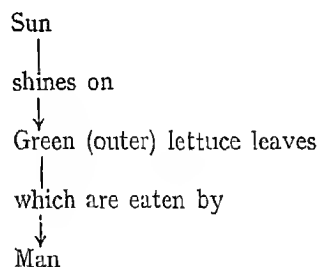 Sun
shines on
Green (outer) lettuce leaves
which are eaten by
Man